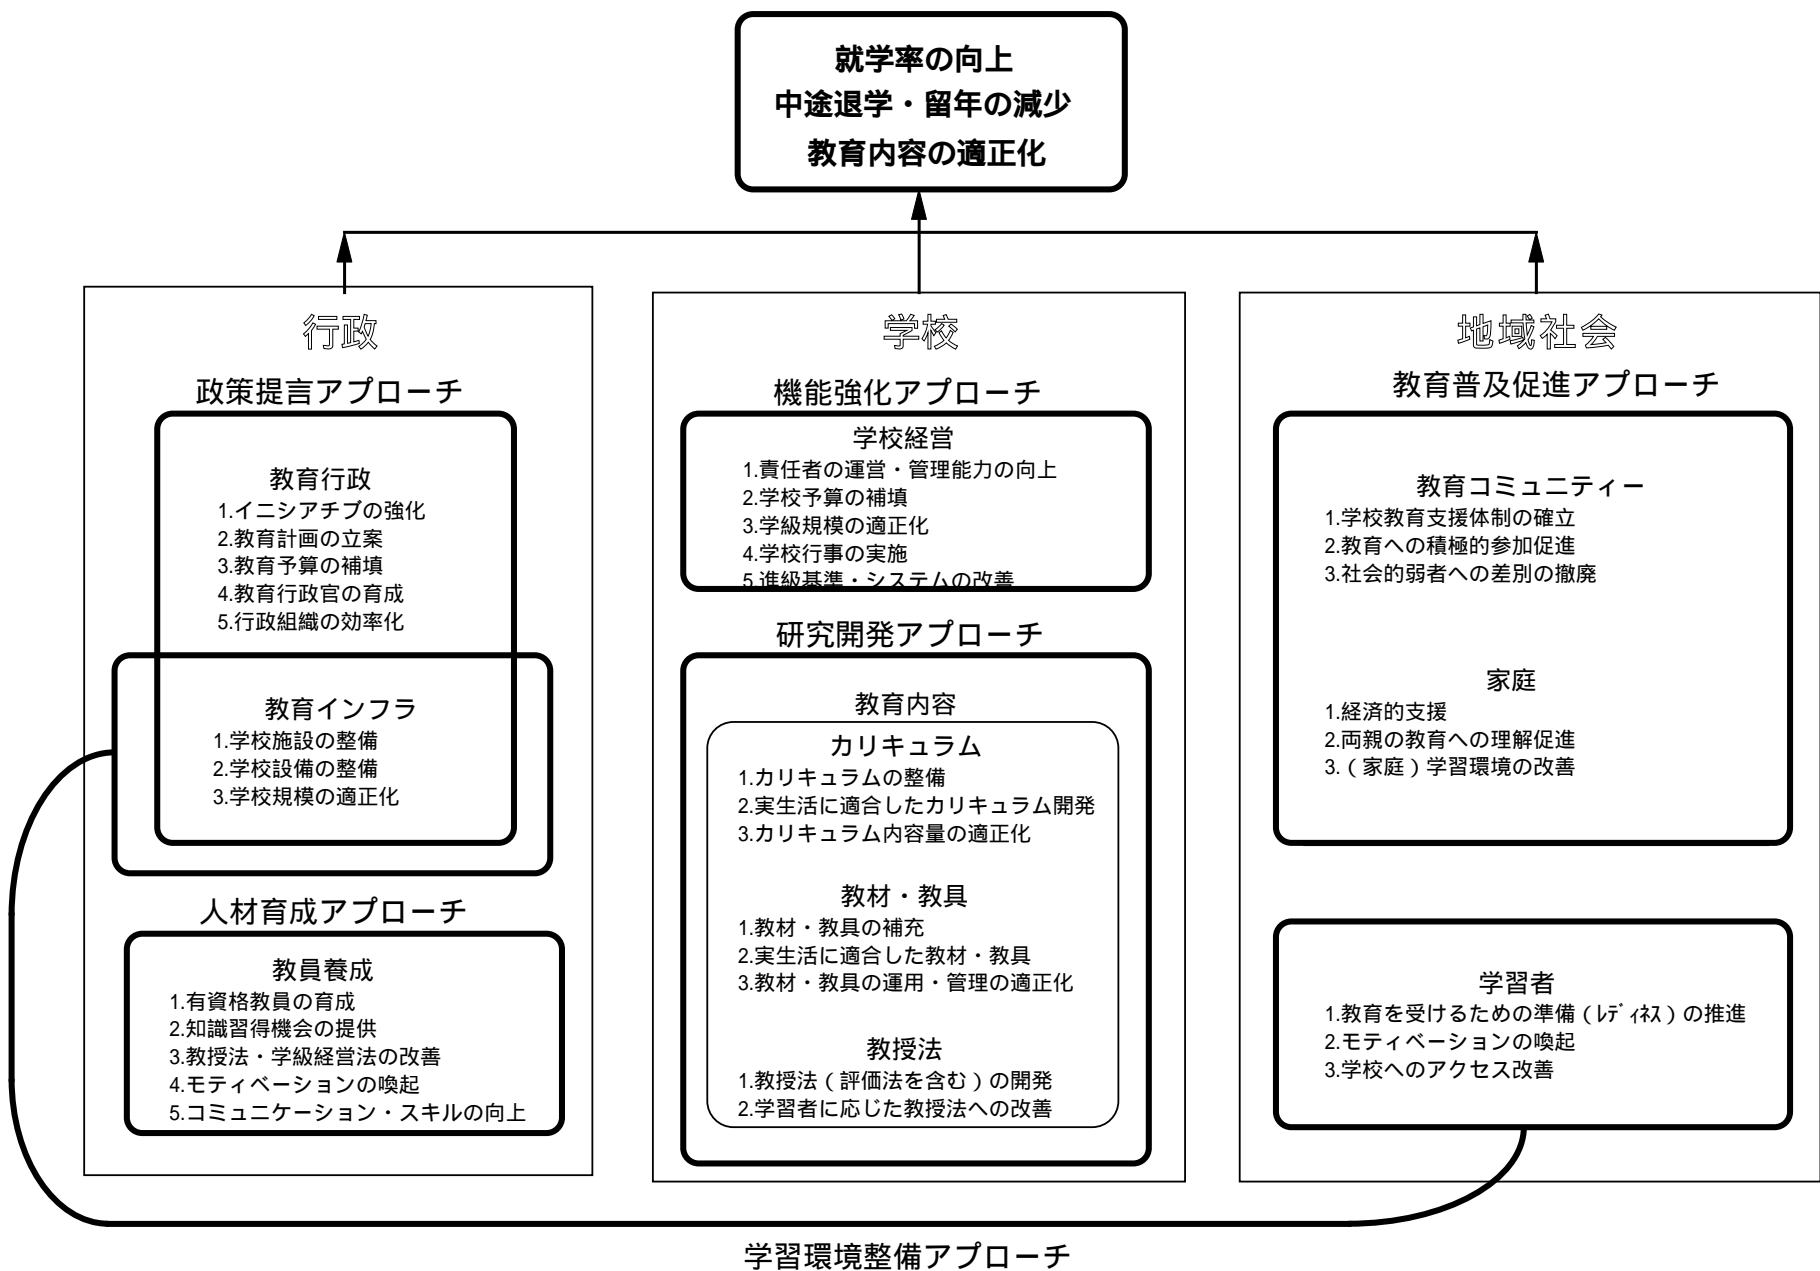 就学率の向上
中途退学・留年の減少
教育内容の適正化
行政
政策提言アプローチ
教育行政
1.イニシアチブの強化
2.教育計画の立案
3.教育予算の補填
4.教育行政官の育成
5.行政組織の効率化
教育インフラ
1.学校施設の整備
2.学校設備の整備
3.学校規模の適正化
人材育成アプローチ
教員養成
1.有資格教員の育成
2.知識習得機会の提供
3.教授法・学級経営法の改善
4.モティベーションの喚起
5.コミュニケーション・スキルの向上
学校
機能強化アプローチ
学校経営
1.責任者の運営・管理能力の向上
2.学校予算の補填
3.学級規模の適正化
4.学校行事の実施
5.進級基準・システムの改善
研究開発アプローチ
教育内容
カリキュラム
1.カリキュラムの整備
2.実生活に適合したカリキュラム開発
3.カリキュラム内容量の適正化
教材・教具
1.教材・教具の補充
2.実生活に適合した教材・教具
3.教材・教具の運用・管理の適正化
教授法
1.教授法（評価法を含む）の開発
2.学習者に応じた教授法への改善
地域社会
教育普及促進アプローチ
教育コミュニティー
1.学校教育支援体制の確立
2.教育への積極的参加促進
3.社会的弱者への差別の撤廃
家庭
1.経済的支援
2.両親の教育への理解促進
3.（家庭）学習環境の改善
学習者
1.教育を受けるための準備（ﾚﾃﾞｨﾈｽ）の推進
2.モティベーションの喚起
3.学校へのアクセス改善
学習環境整備アプローチ